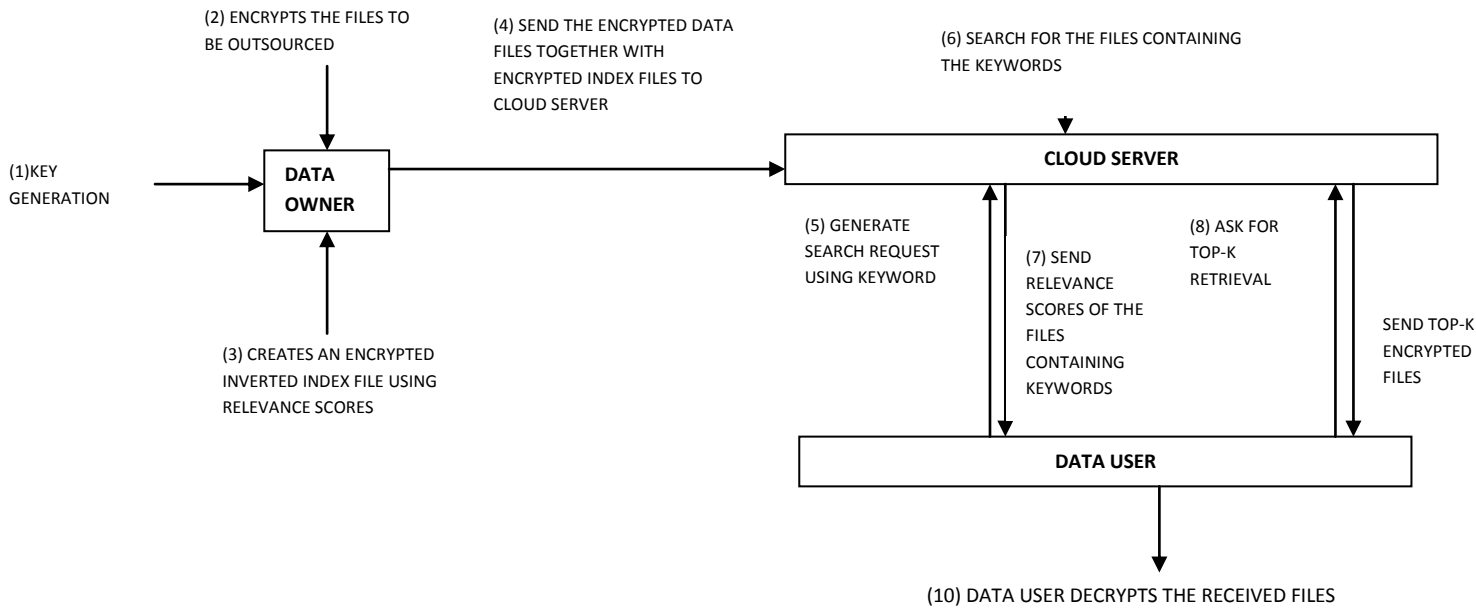 (2) ENCRYPTS THE FILES TO
BE OUTSOURCED
(4) SEND THE ENCRYPTED DATA
FILES TOGETHER WITH
ENCRYPTED INDEX FILES TO
CLOUD SERVER
(6) SEARCH FOR THE FILES CONTAINING
THE KEYWORDS
(1)KEY
GENERATION
DATA
OWNER
CLOUD SERVER
(5) GENERATE
SEARCH REQUEST
USING KEYWORD
(7) SEND
RELEVANCE
SCORES OF THE
FILES
CONTAINING
KEYWORDS
(8) ASK FOR
TOP-K
RETRIEVAL
SEND TOP-K
ENCRYPTED
FILES
(3) CREATES AN ENCRYPTED
INVERTED INDEX FILE USING
RELEVANCE SCORES
DATA USER
(10) DATA USER DECRYPTS THE RECEIVED FILES